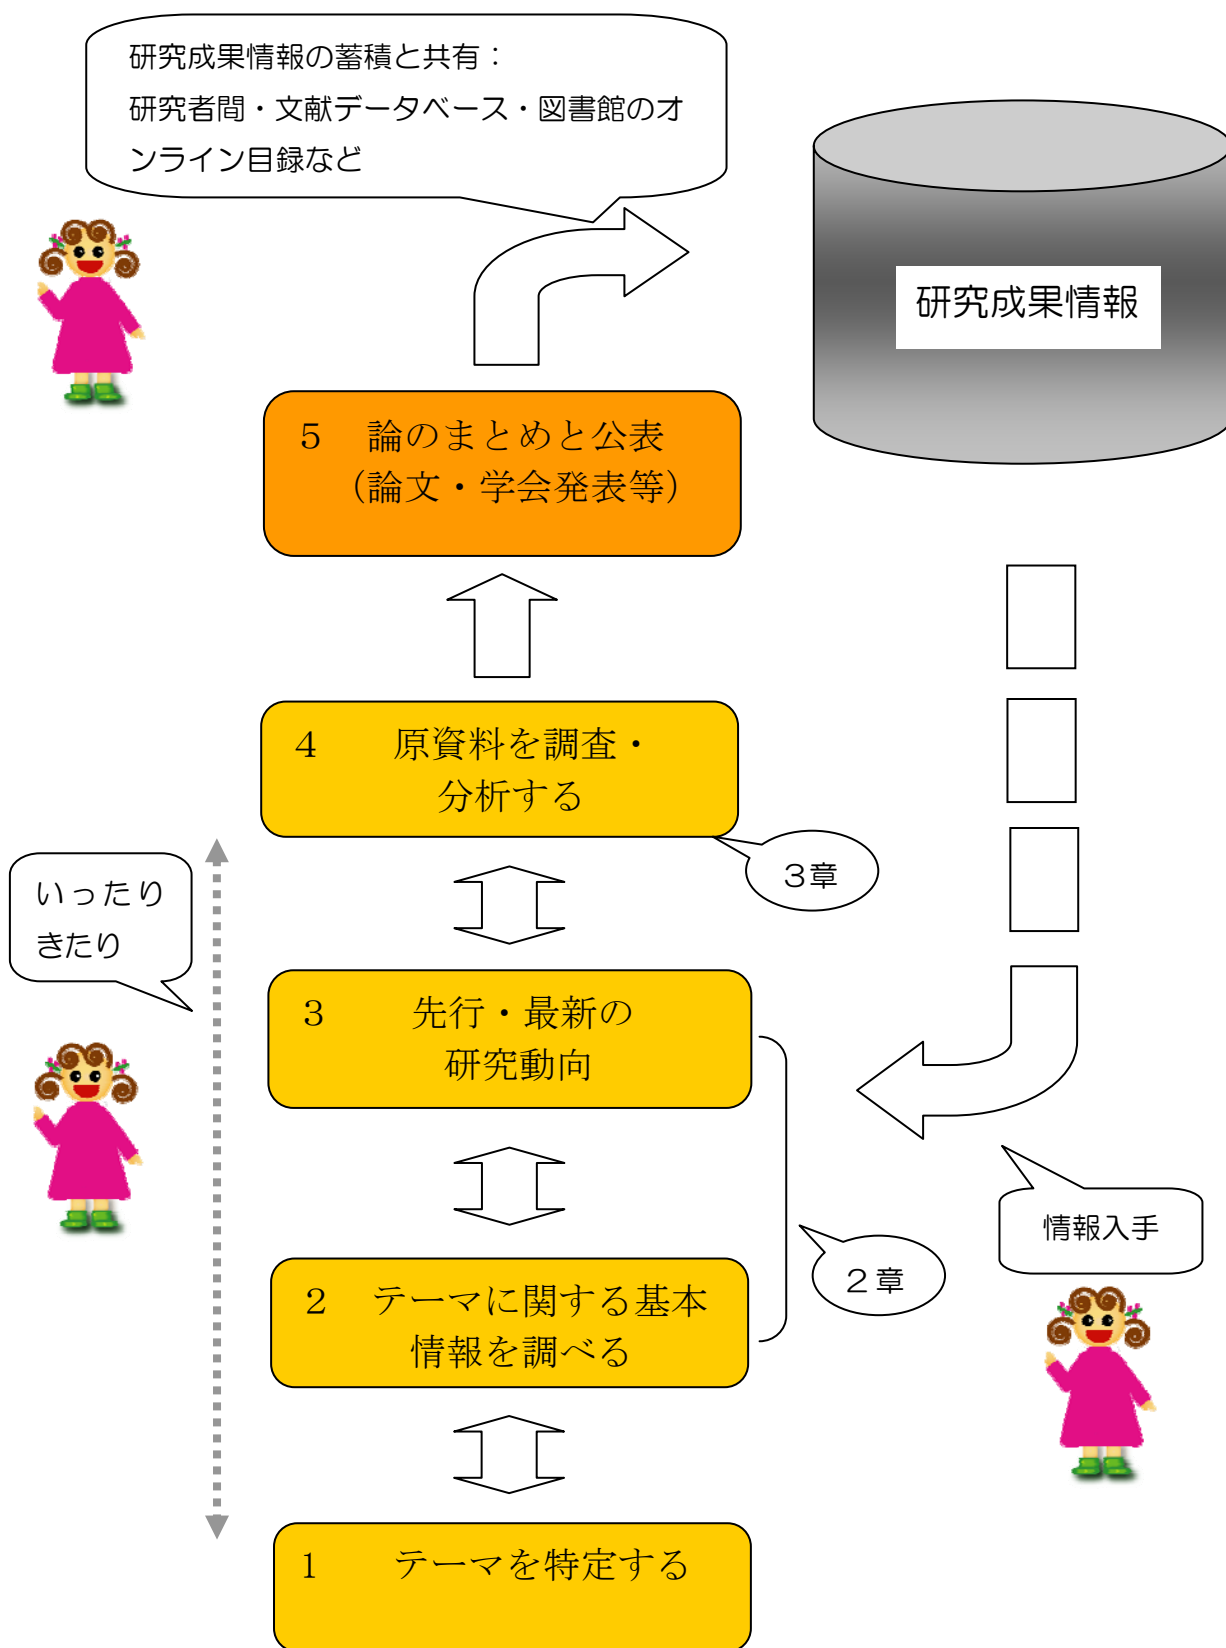 研究成果情報の蓄積と共有：
研究者間・文献データベース・図書館のオ
ンライン目録など
研究成果情報
５　論のまとめと公表
（論文・学会発表等）
４　原資料を調査・
分析する
３章
いったり
きたり
３　先行・最新の
研究動向
情報入手
２章
２　テーマに関する基本
情報を調べる
１　テーマを特定する